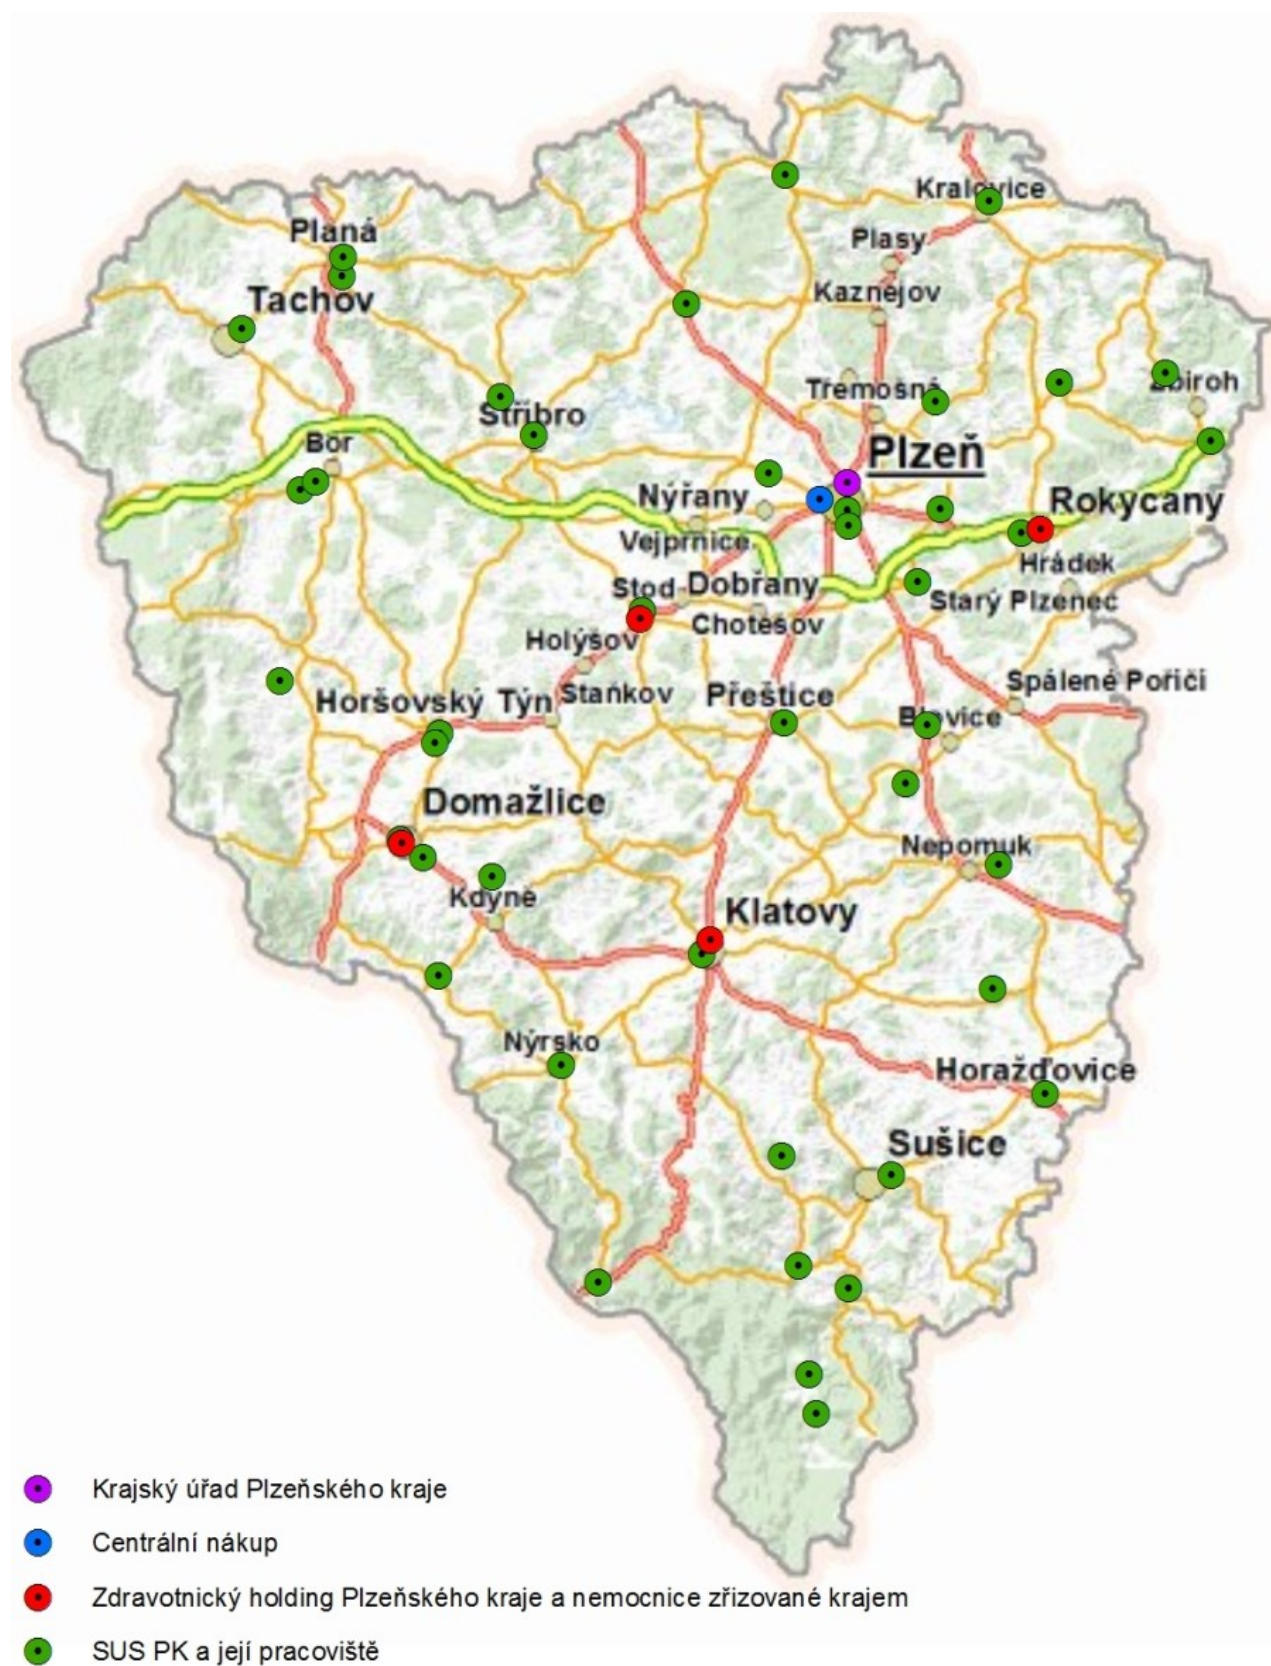 Kralovice
Planá
Plasy
Kaznějov
Tachov
Třemošná
Zbiroh
Stříbro
Bor
Plzeň
Nýřany
Rokycany
Vejprnice
Hrádek
Stod
Dobřany
Starý Plzenec
Chotěšov
Holýšov
Staňkov
Přeštice
Spálené Poříčí
Horšovský Týn
Blovice
Domažlice
Nepomuk
Kdyně
Klatovy
Nýrsko
Horažďovice
Sušice
Krajský úřad Plzeňského kraje
Centrální nákup
Zdravotnický holding Plzeňského kraje a nemocnice zřizované krajem
SUS PK a její pracoviště